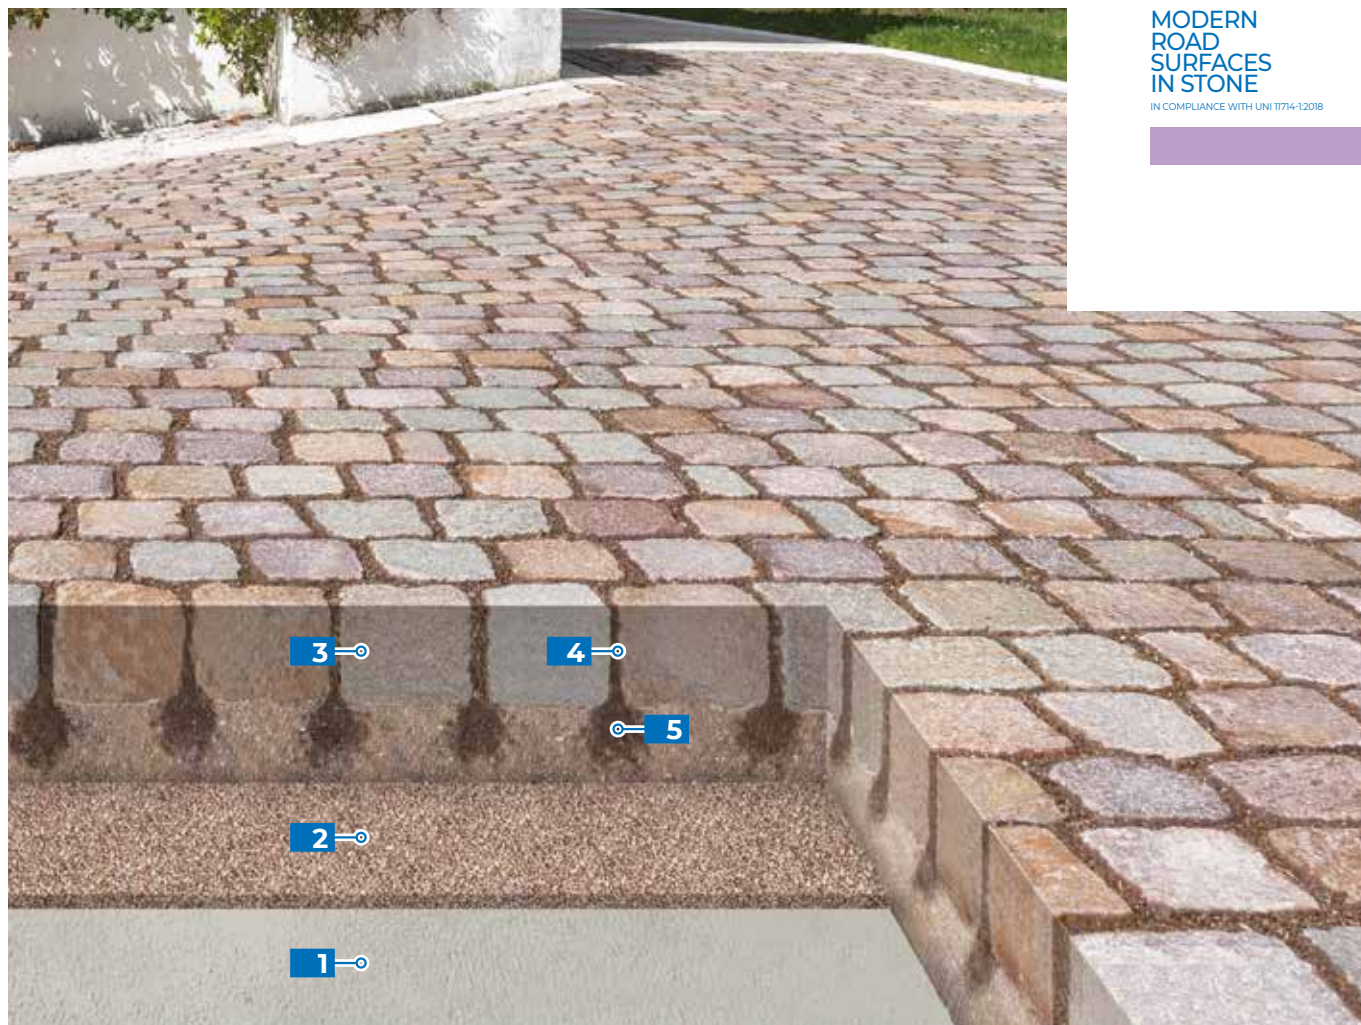 MODERN
ROAD
SURFACES
IN STONE
IN COMPLIANCE WITH UNI 11714-1:2018
3
4
5
2
1